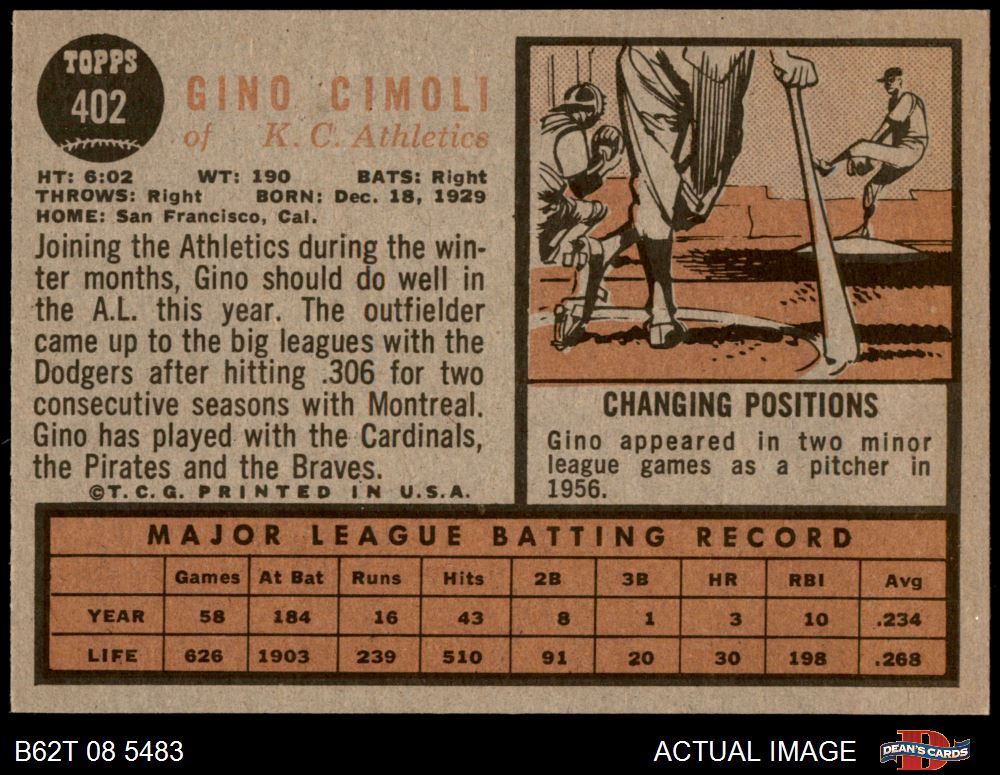 TOPPS
402
GINO CIMOLI
of K. C. Athletics
HT: 6:02 WT: 190 BATS: Right
THROWS: Right BORN: Dec. 18, 1929
HOME: San Francisco, Cal.
Joining the Athletics during the win-
ter months, Gino should do well in
the A.L. this year. The outfielder
came up to the big leagues with the
Dodgers after hitting .306 for two
consecutive seasons with Montreal.
Gino has played with the Cardinals,
the Pirates and the Braves.
©T.C.G. PRINTED IN U.S.A.
CHANGING POSITIONS
Gino appeared in two minor
league games as a pitcher in
1956.
MAJOR LEAGUE BATTING RECORD
Games At Bat Runs Hits 2B 3B HR RBI Avg
YEAR 58 184 16 43 8 1 3 10 .234
LIFE 626 1903 239 510 91 20 30 198 .268
B62T 08 5483 ACTUAL IMAGE
DEAN'S CARDS